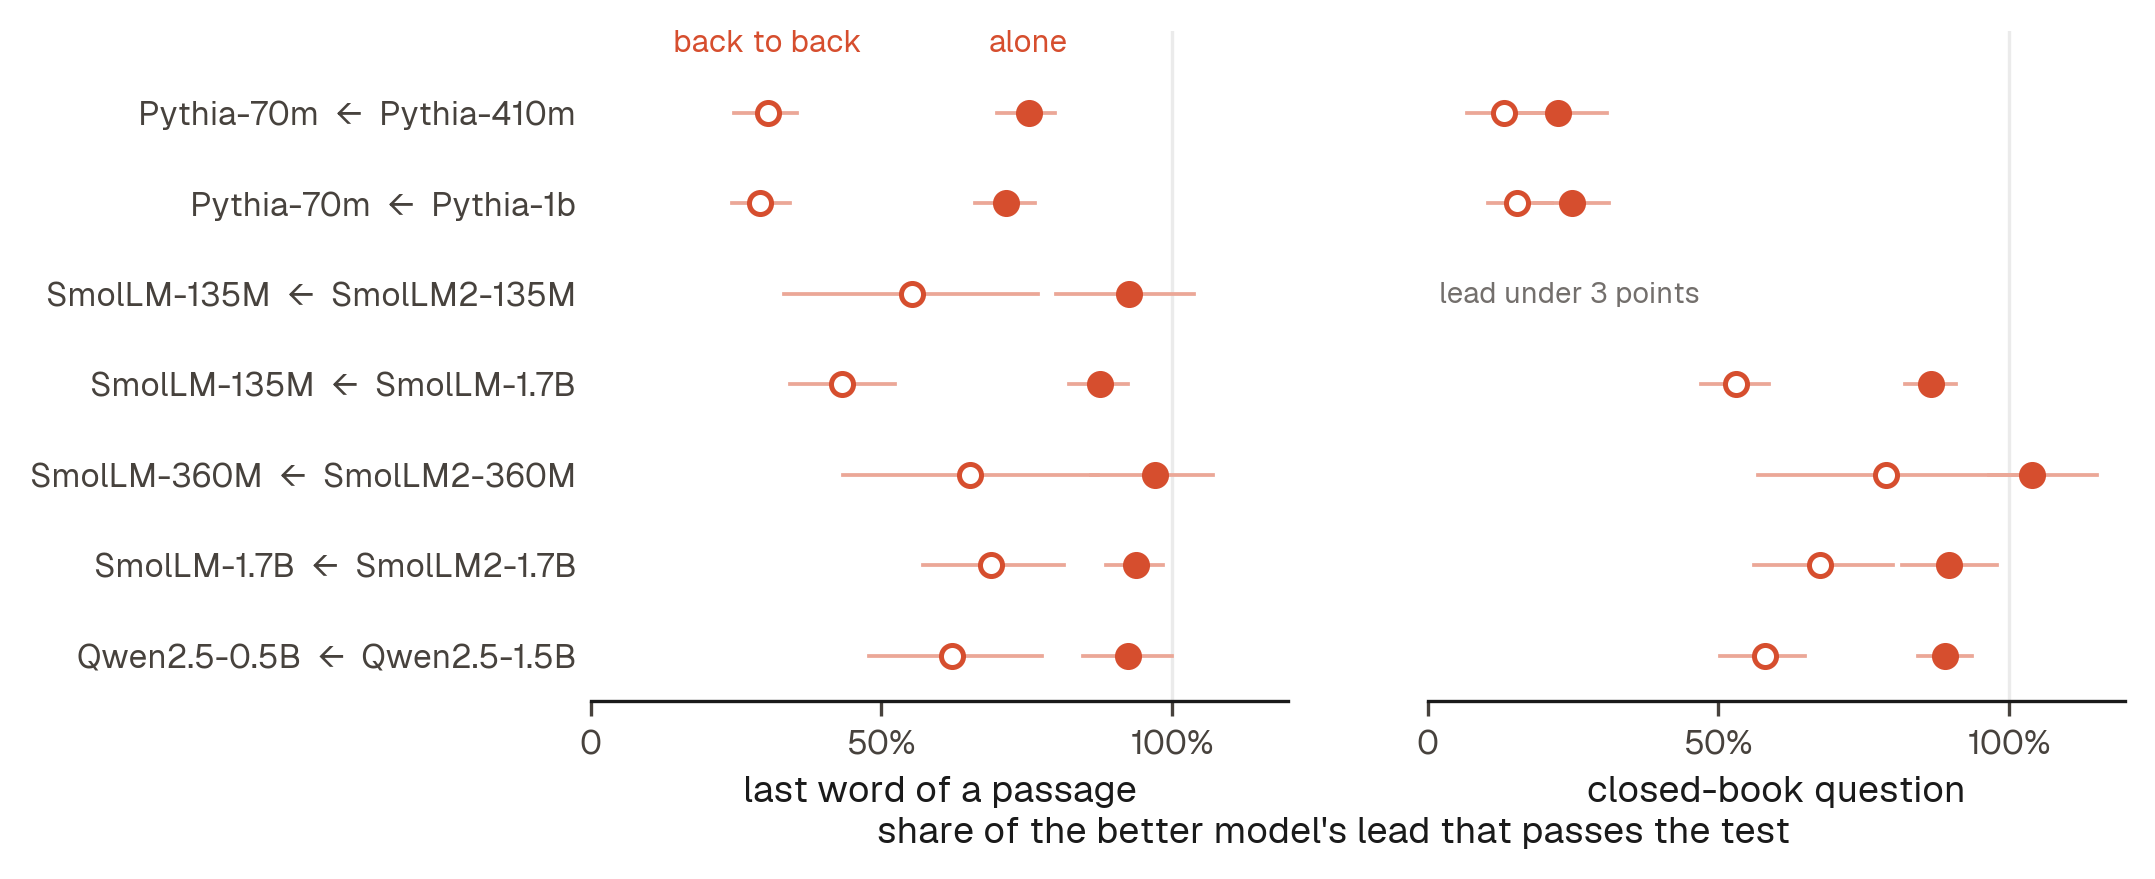 back to back alone
Pythia-70m ← Pythia-410m
Pythia-70m ← Pythia-1b
SmolLM-135M ← SmolLM2-135M
lead under 3 points
SmolLM-135M ← SmolLM-1.7B
SmolLM-360M ← SmolLM2-360M
SmolLM-1.7B ← SmolLM2-1.7B
Qwen2.5-0.5B ← Qwen2.5-1.5B
0 50% 100%
0 50% 100%
last word of a passage
closed-book question
share of the better model's lead that passes the test